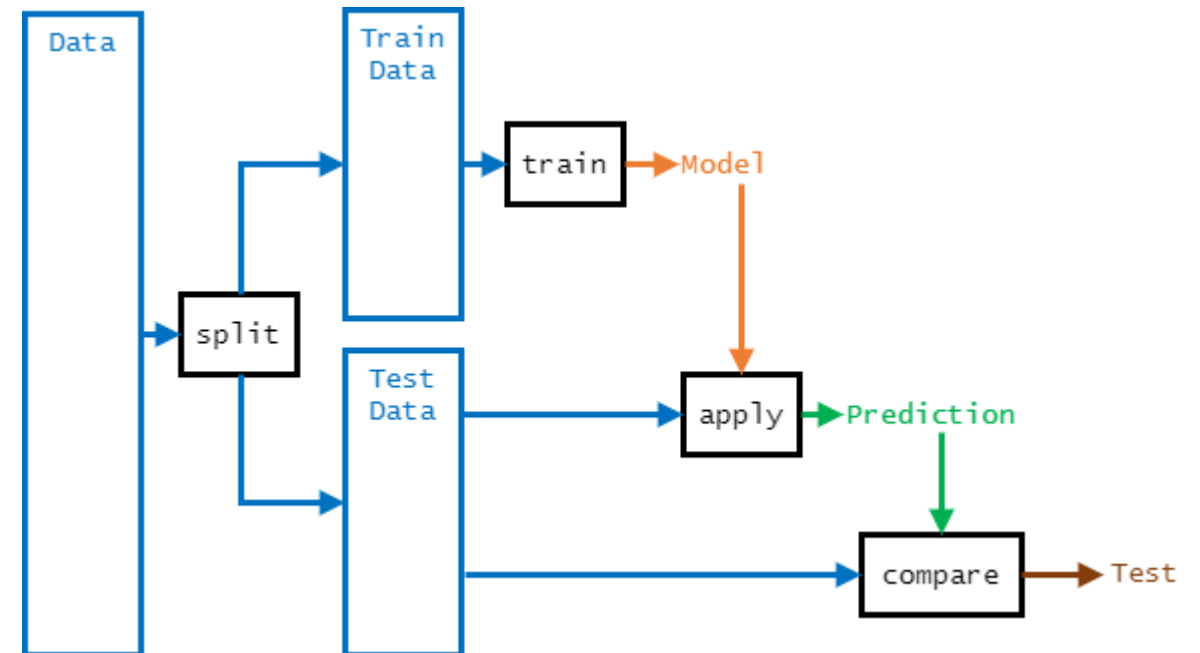 Data
Train
Data
train
Model
split
Test
Data
apply
Prediction
compare
Test